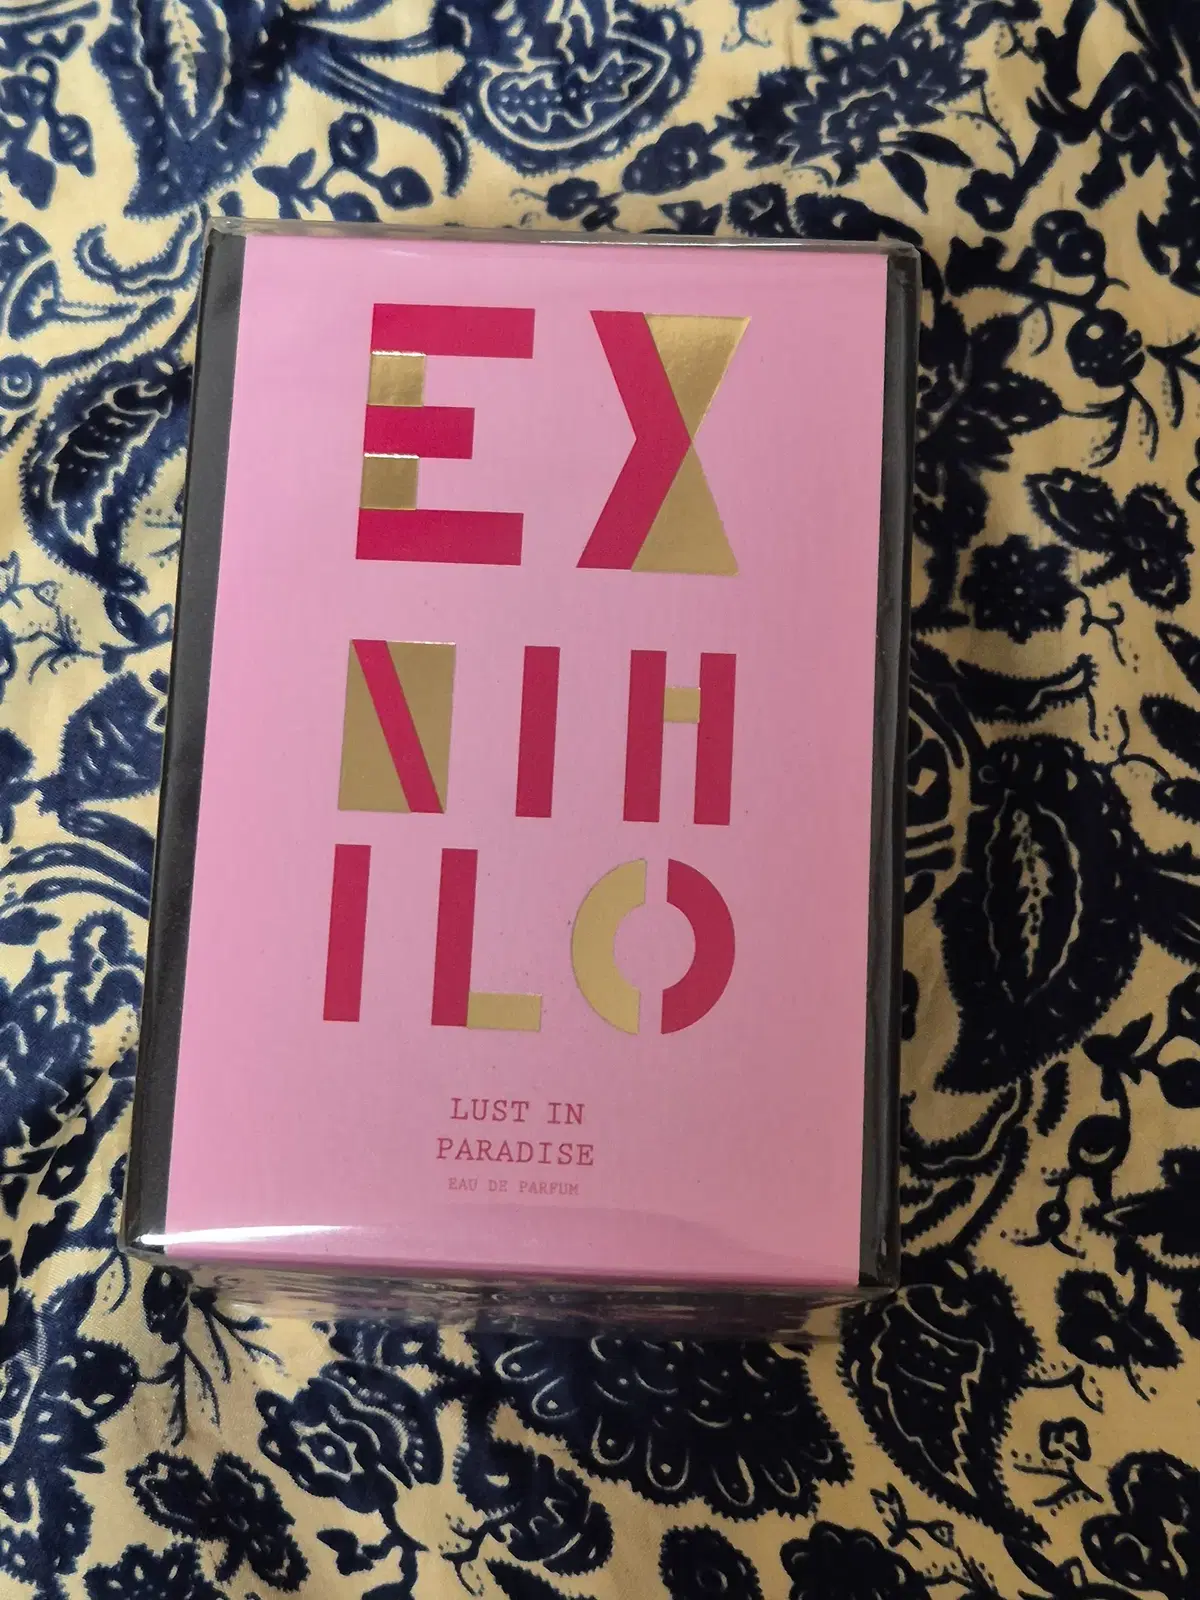 EX
NIH
ILO
LUST IN
PARADISE
EAU DE PARFUM